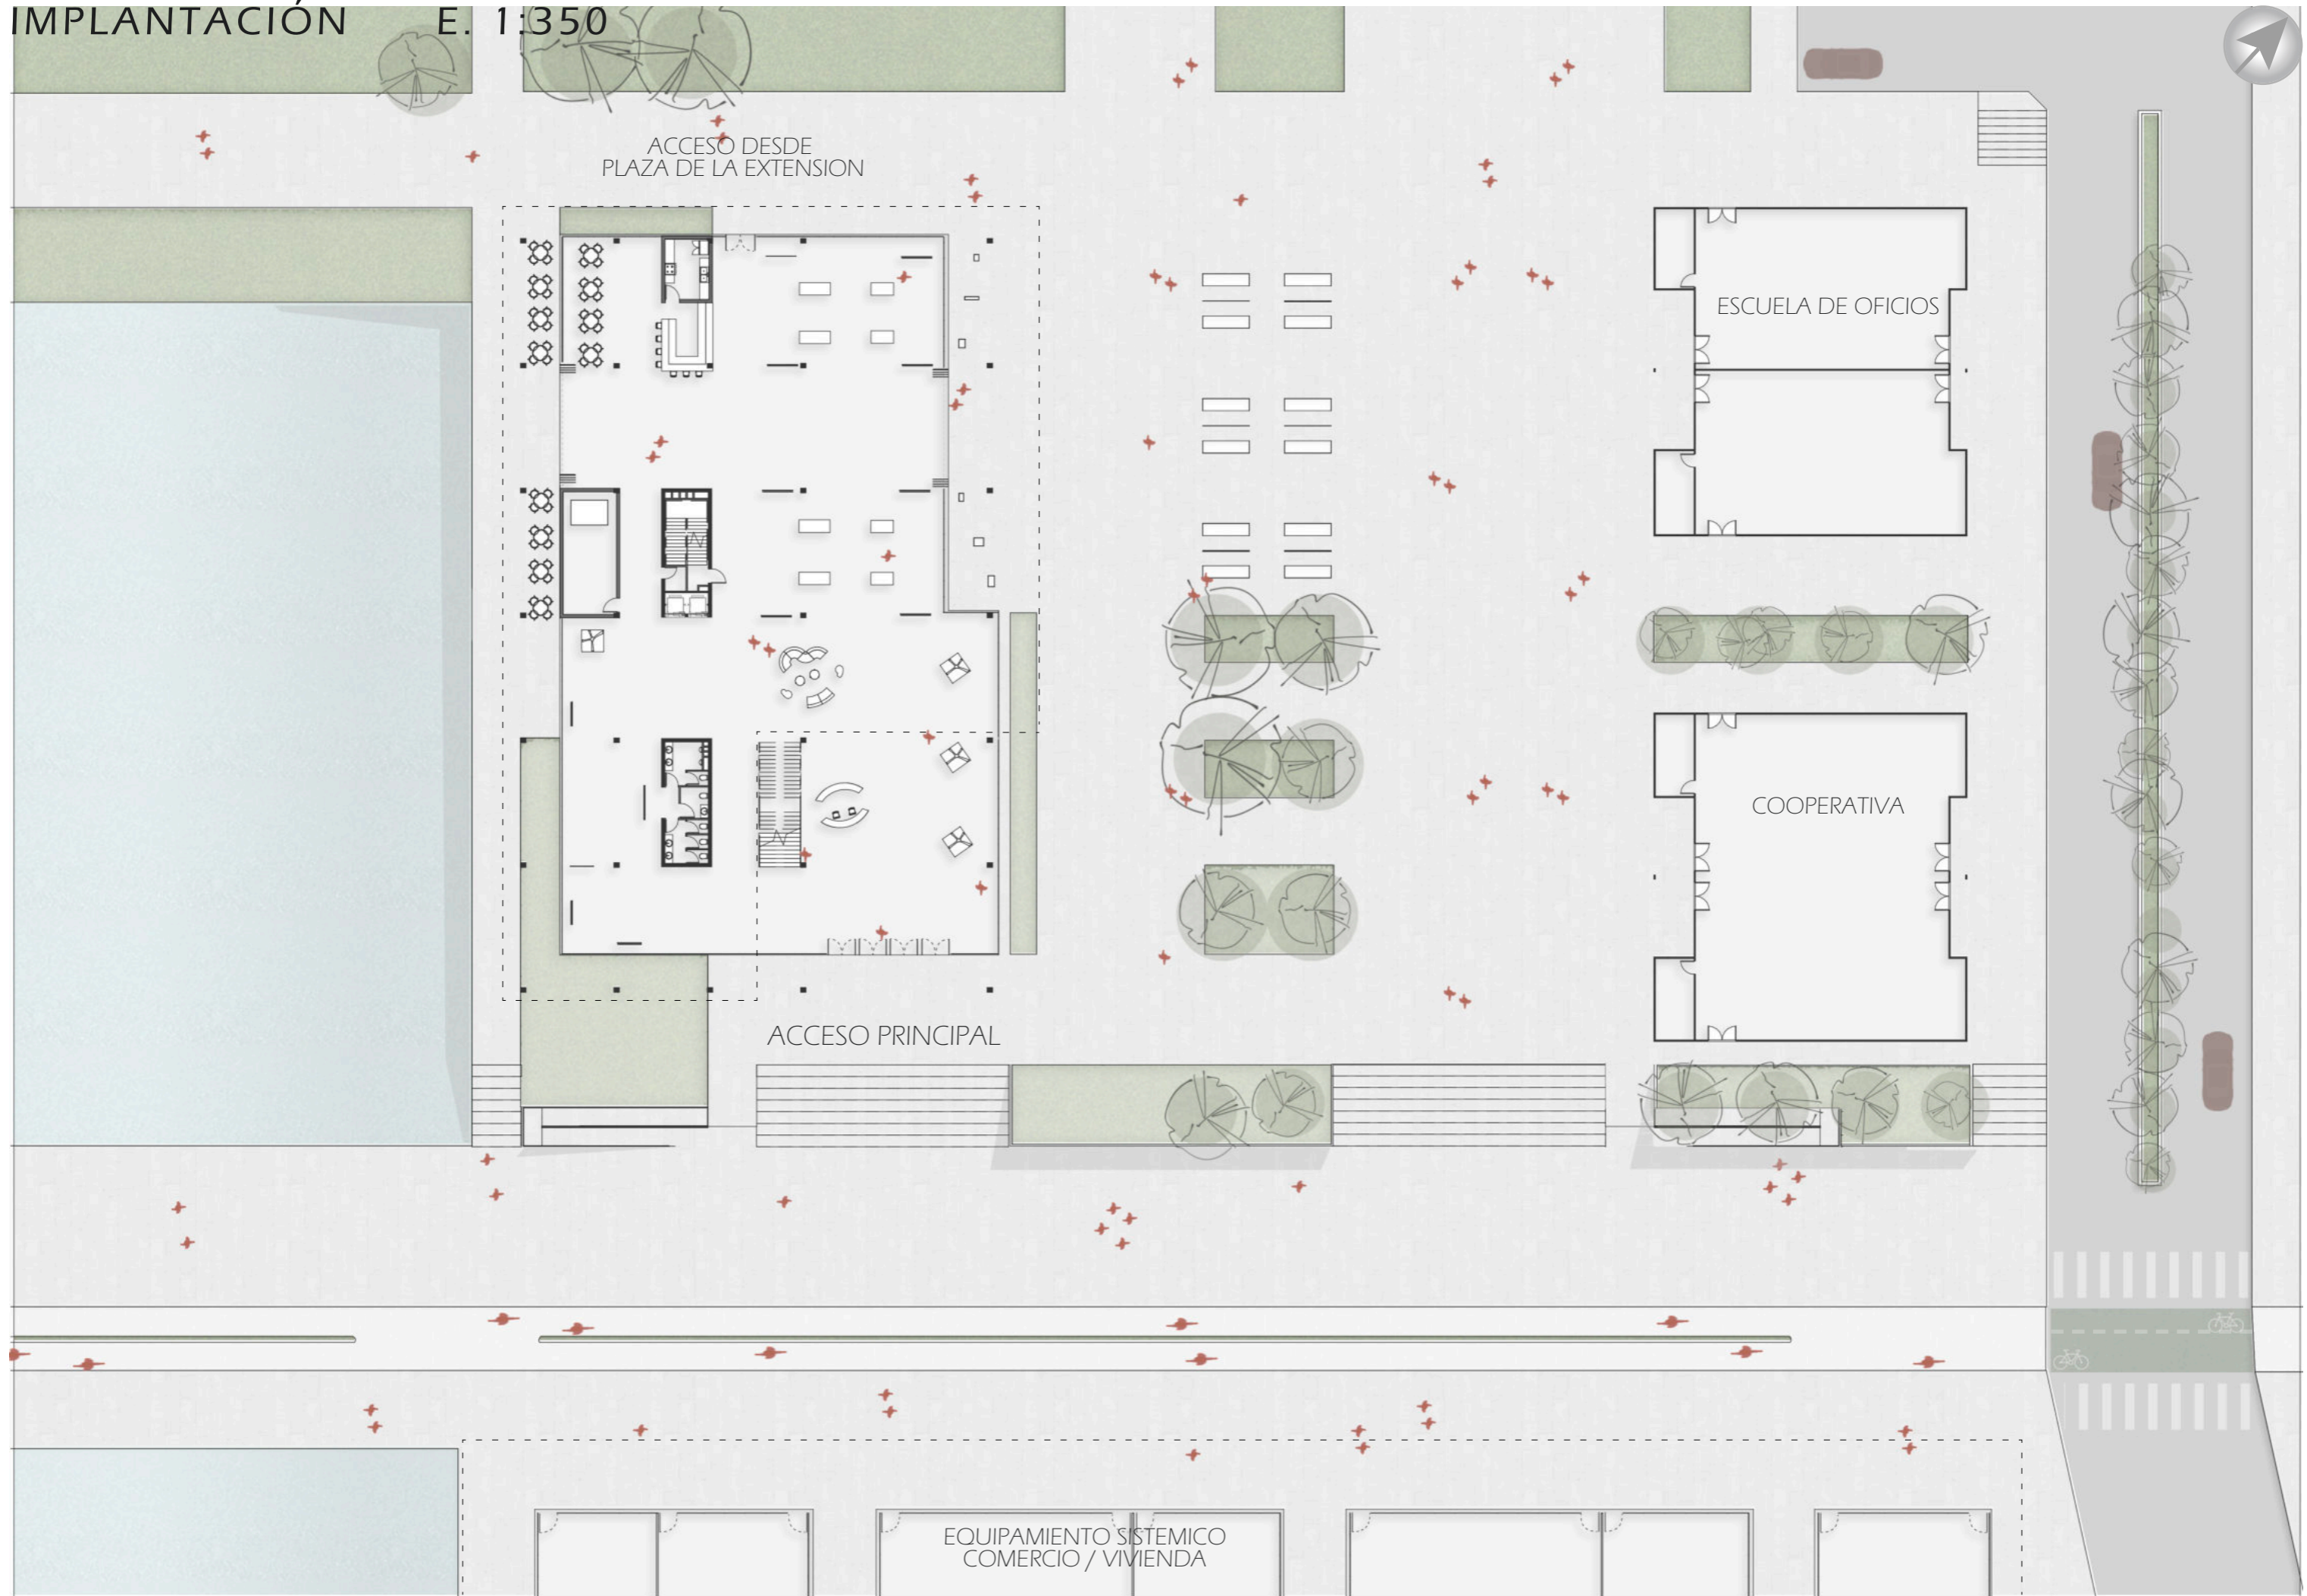 IMPLANTACIÓN E. 1:350
ACCESO DESDE
PLAZA DE LA EXTENSION
ESCUELA DE OFICIOS
COOPERATIVA
ACCESO PRINCIPAL
EQUIPAMIENTO SISTEMICO
COMERCIO / VIVIENDA